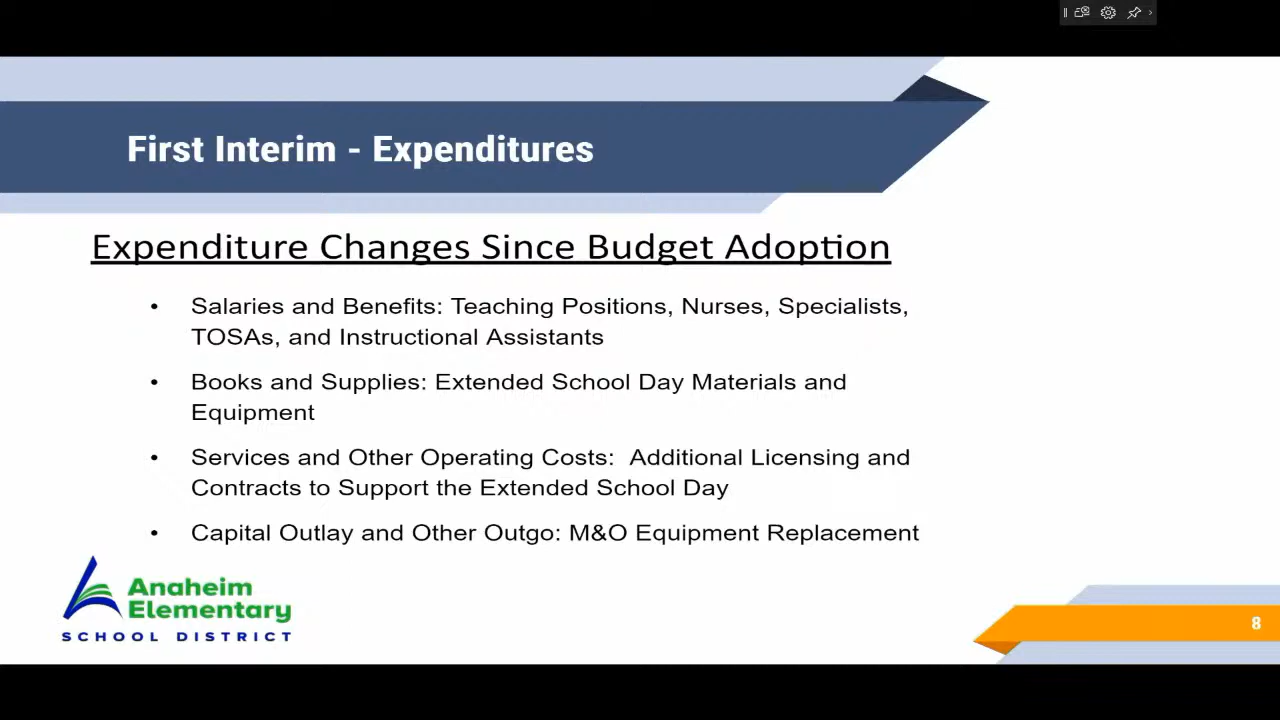 First Interim - Expenditures
Expenditure Changes Since Budget Adoption
• Salaries and Benefits: Teaching Positions, Nurses, Specialists,
TOSAs, and Instructional Assistants
• Books and Supplies: Extended School Day Materials and
Equipment
• Services and Other Operating Costs:  Additional Licensing and
Contracts to Support the Extended School Day
• Capital Outlay and Other Outgo: M&O Equipment Replacement
Anaheim
Elementary
SCHOOL DISTRICT
8